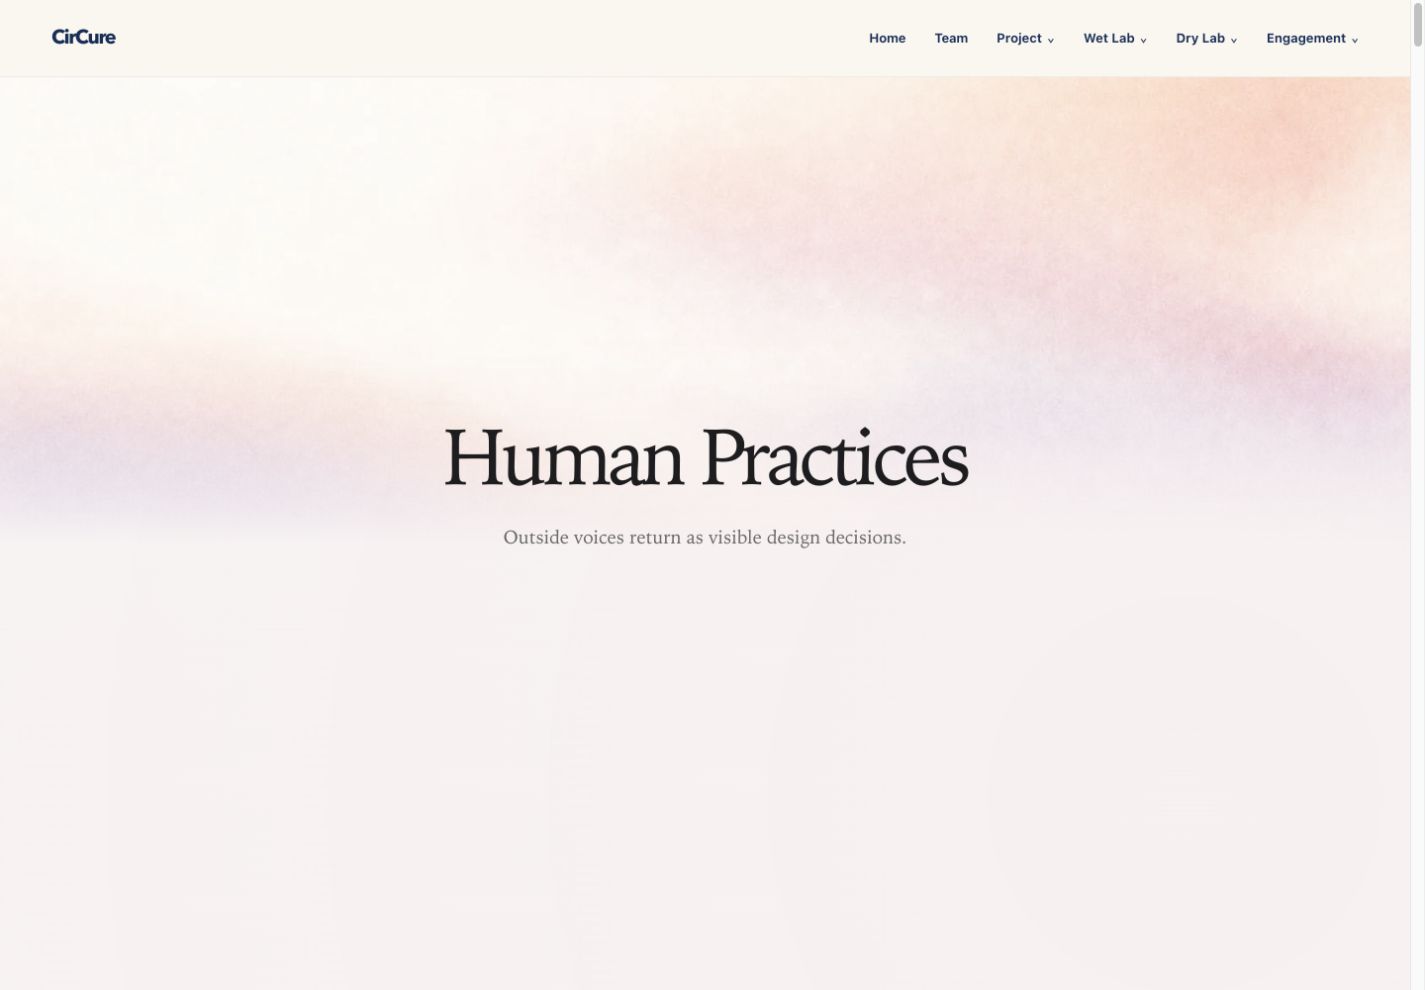 CirCure
Home Team Project Wet Lab Dry Lab Engagement
Human Practices
Outside voices return as visible design decisions.